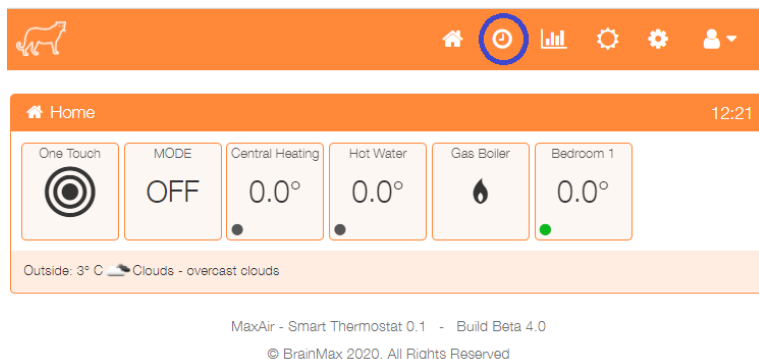 Home 12:21
One Touch MODE Central Heating Hot Water Gas Boiler Bedroom 1
OFF 0.0° 0.0° 0.0°
Outside: 3° C Clouds - overcast clouds
MaxAir - Smart Thermostat 0.1 - Build Beta 4.0
© BrainMax 2020. All Rights Reserved